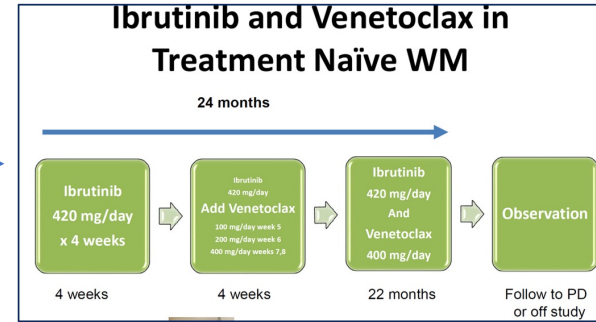 Ibrutinib and Venetoclax in
Treatment Naïve WM
24 months
Ibrutinib
420 mg/day
x 4 weeks
Ibrutinib
420 mg/day
Add Venetoclax
100 mg/day week 5
200 mg/day week 6
400 mg/day weeks 7,8
Ibrutinib
420 mg/day
And
Venetoclax
400 mg/day
Observation
4 weeks
4 weeks
22 months
Follow to PD
or off study